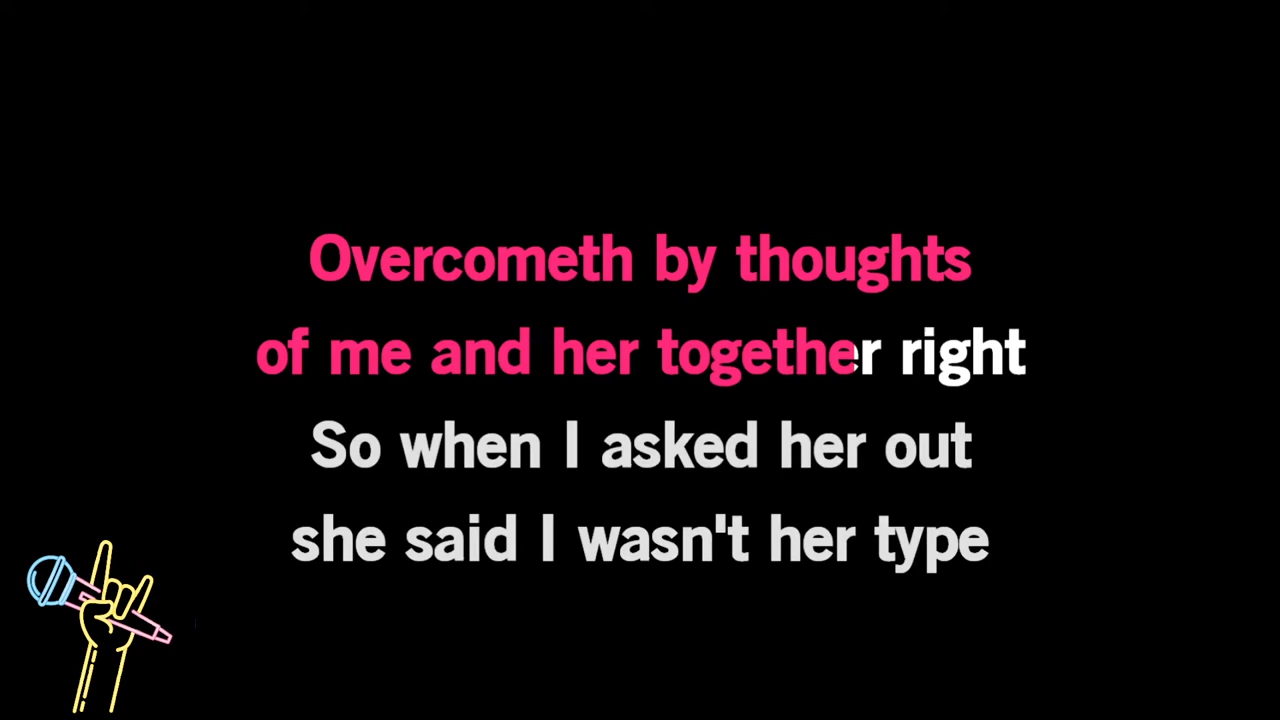 Overcometh by thoughts
of me and her together right
So when I asked her out
she said I wasn't her type